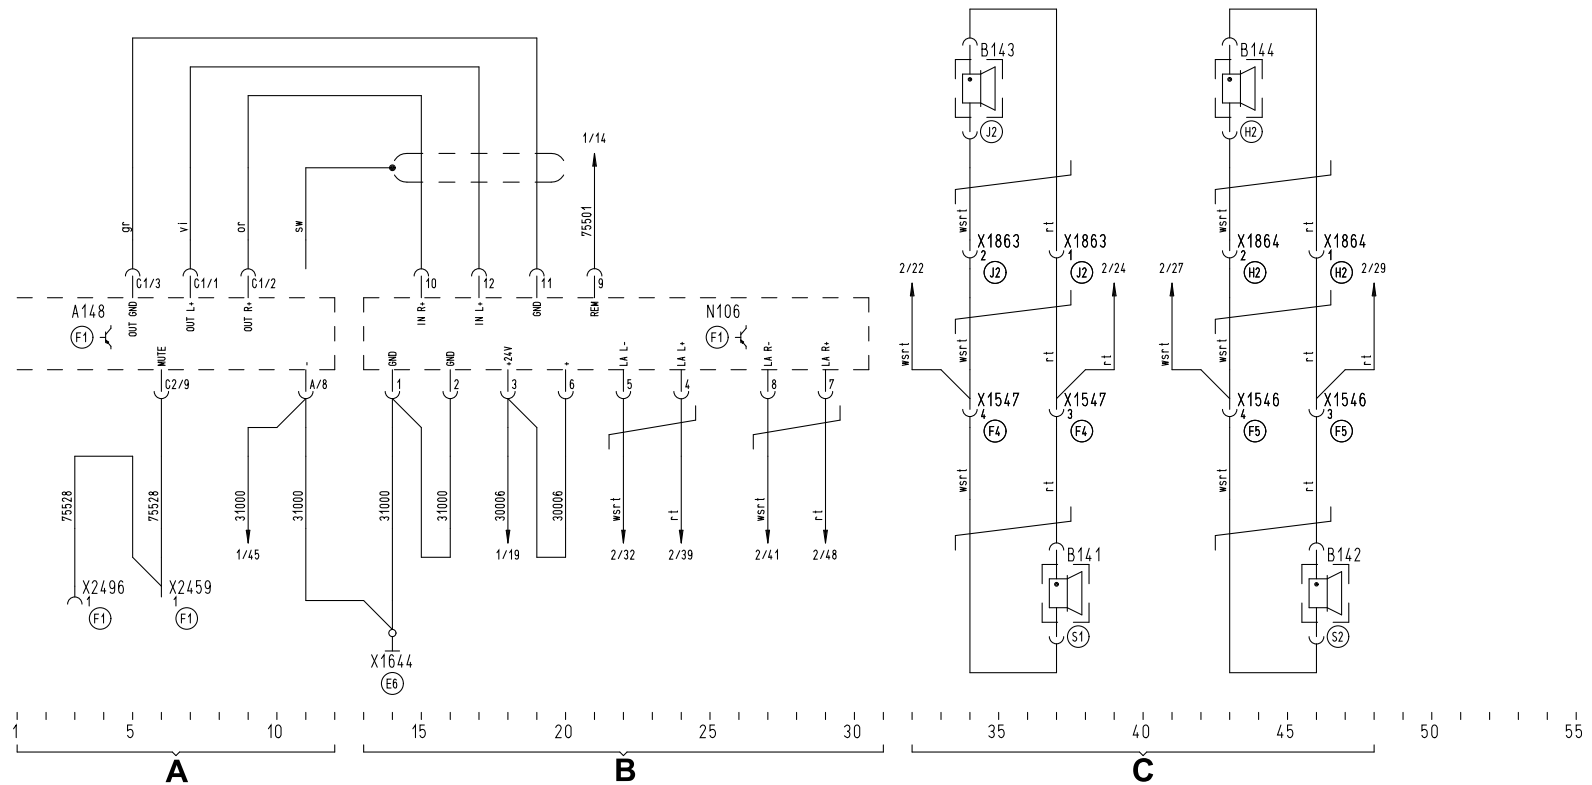 B143
B144
J2
H2
1/14
gr
vi
or
sw
75501
wsrt
rt
wsrt
rt
X1863
2
J2
X1863
1
J2
X1864
2
H2
X1864
1
H2
C1/3
C1/1
C1/2
10
12
11
9
2/22
2/24
2/27
2/29
A148
F1
OUT GND
OUT L+
OUT R+
IN R+
IN L+
GND
REM
N106
F1
MUTE
-
GND
GND
+24V
+
LA L-
LA L+
LA R-
LA R+
wsrt
wsrt
rt
rt
wsrt
wsrt
rt
rt
C2/9
A/8
1
2
3
6
5
4
8
7
X1547
4
F4
X1547
3
F4
X1546
4
F5
X1546
3
F5
75528
75528
31000
31000
31000
31000
30006
30006
wsrt
rt
wsrt
rt
wsrt
rt
wsrt
rt
1/45
1/19
2/32
2/39
2/41
2/48
B141
B142
X2496
1
F1
X2459
1
F1
S1
S2
X1644
E6
1 5 10 15 20 25 30 35 40 45 50 55
A B C